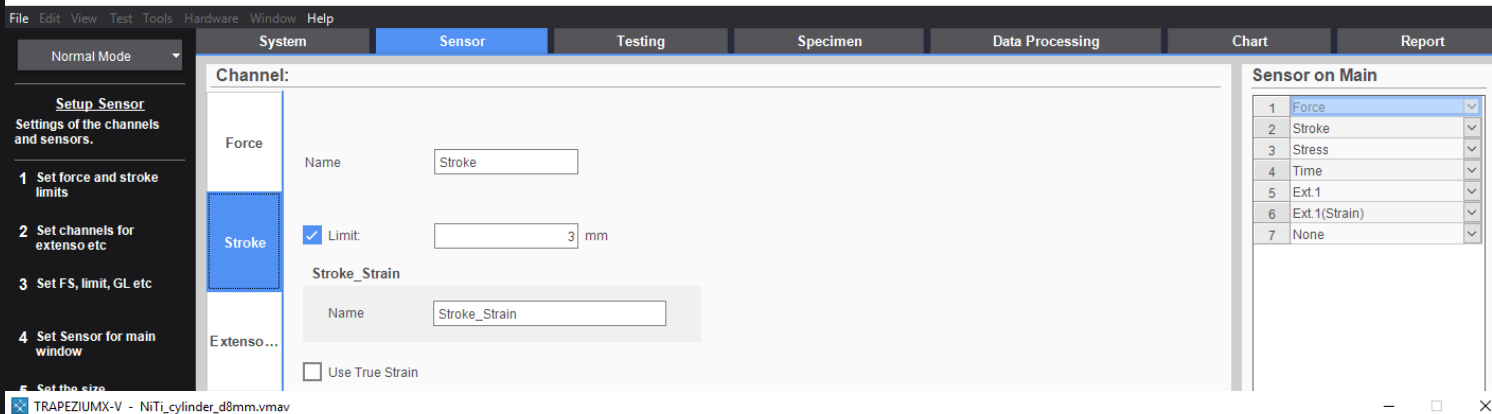 File Edit View Test Tools Hardware Window Help
Normal Mode
System Sensor Testing Specimen Data Processing Chart Report
Setup Sensor
Settings of the channels
and sensors.
1 Set force and stroke
limits
2 Set channels for
extenso etc
3 Set FS, limit, GL etc
4 Set Sensor for main
window
5 Set the size
Channel:
Force
Stroke
Extenso...
Name Stroke
Limit: 3 mm
Stroke_Strain
Name Stroke_Strain
Use True Strain
Sensor on Main
1 Force
2 Stroke
3 Stress
4 Time
5 Ext.1
6 Ext.1(Strain)
7 None
TRAPEZIUMX-V - NiTi_cylinder_d8mm.vmav